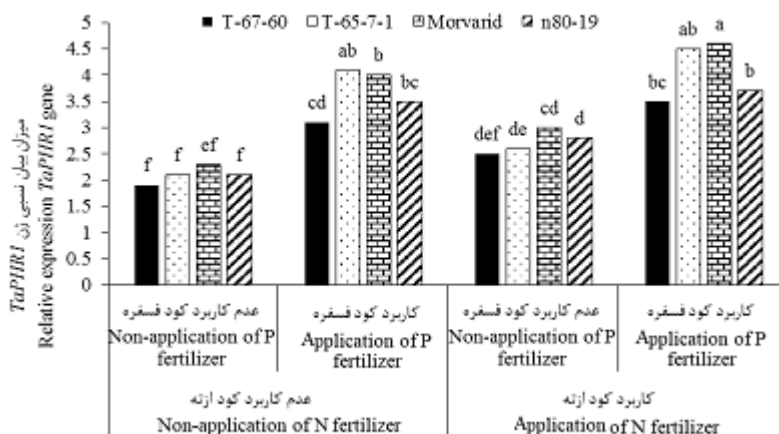 T-67-60 T-65-7-1 Morvarid n80-19
میزان بیان نسبی ژن TaPHR1
Relative expression TaPHR1 gene
5
4.5
4
3.5
3
2.5
2
1.5
1
0.5
0
f f ef f
cd ab b bc
def de cd d
bc ab a b
عدم کاربرد کود فسفره
Non-application of P
fertilizer
کاربرد کود فسفره
Application of P
fertilizer
عدم کاربرد کود فسفره
Non-application of P
fertilizer
کاربرد کود فسفره
Application of P
fertilizer
عدم کاربرد کود ازته
Non-application of N fertilizer
کاربرد کود ازته
Application of N fertilizer